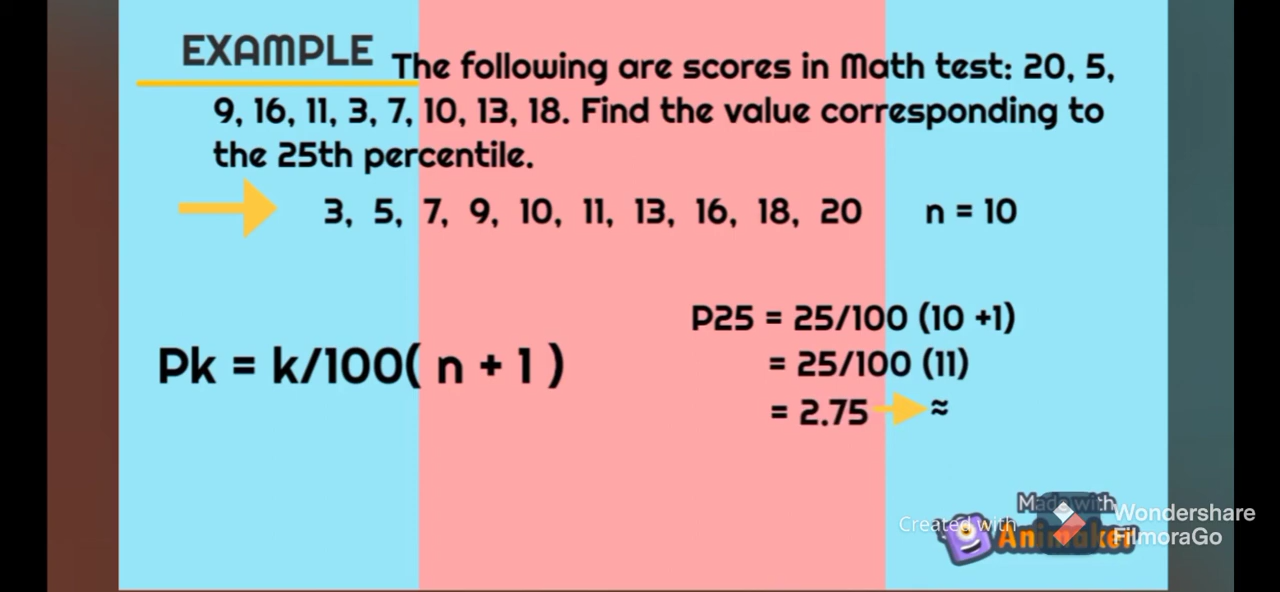 EXAMPLE The following are scores in Math test: 20, 5,
9, 16, 11, 3, 7, 10, 13, 18. Find the value corresponding to
the 25th percentile.
3, 5, 7, 9, 10, 11, 13, 16, 18, 20 n = 10
P25 = 25/100 (10 +1)
Pk = k/100( n + 1 )
= 25/100 (11)
= 2.75 ≈
Made with
Animaker
Created with
Wondershare
FilmoraGo